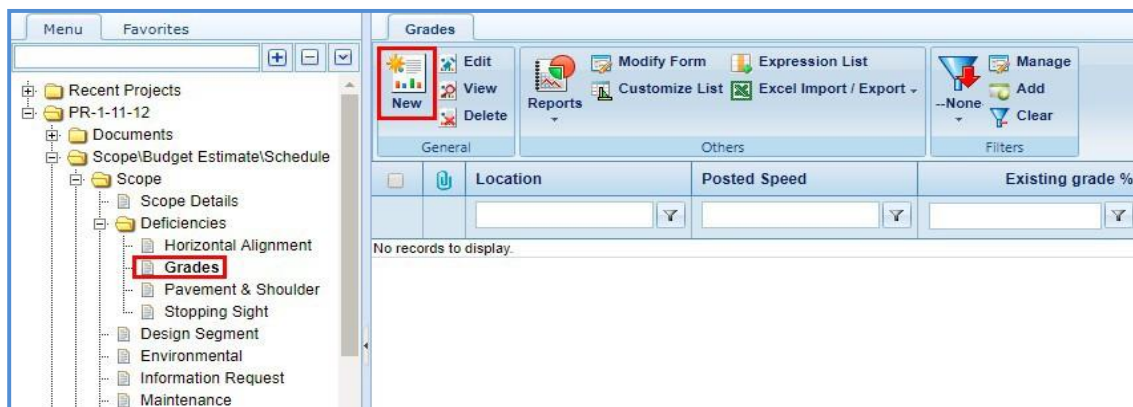 Menu Favorites
Recent Projects
PR-1-11-12
Documents
Scope\Budget Estimate\Schedule
Scope
Scope Details
Deficiencies
Horizontal Alignment
Grades
Pavement & Shoulder
Stopping Sight
Design Segment
Environmental
Information Request
Maintenance
Grades
New
Edit
View
Delete
General
Reports
Modify Form
Expression List
Customize List
Excel Import / Export
Others
--None
Manage
Add
Clear
Filters
Location Posted Speed Existing grade %
No records to display.